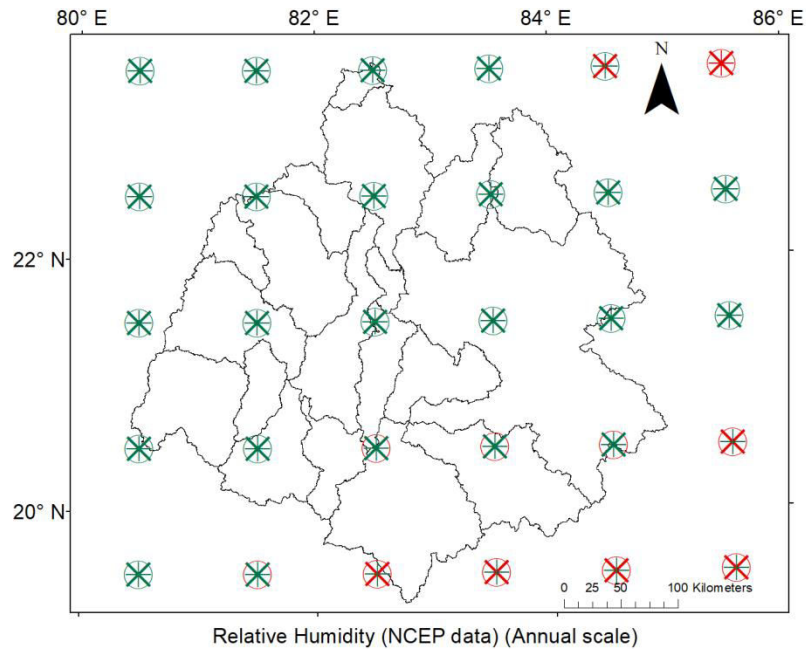 80° E 82° E 84° E 86° E
N
22° N
20° N
0 25 50 100 Kilometers
Relative Humidity (NCEP data) (Annual scale)